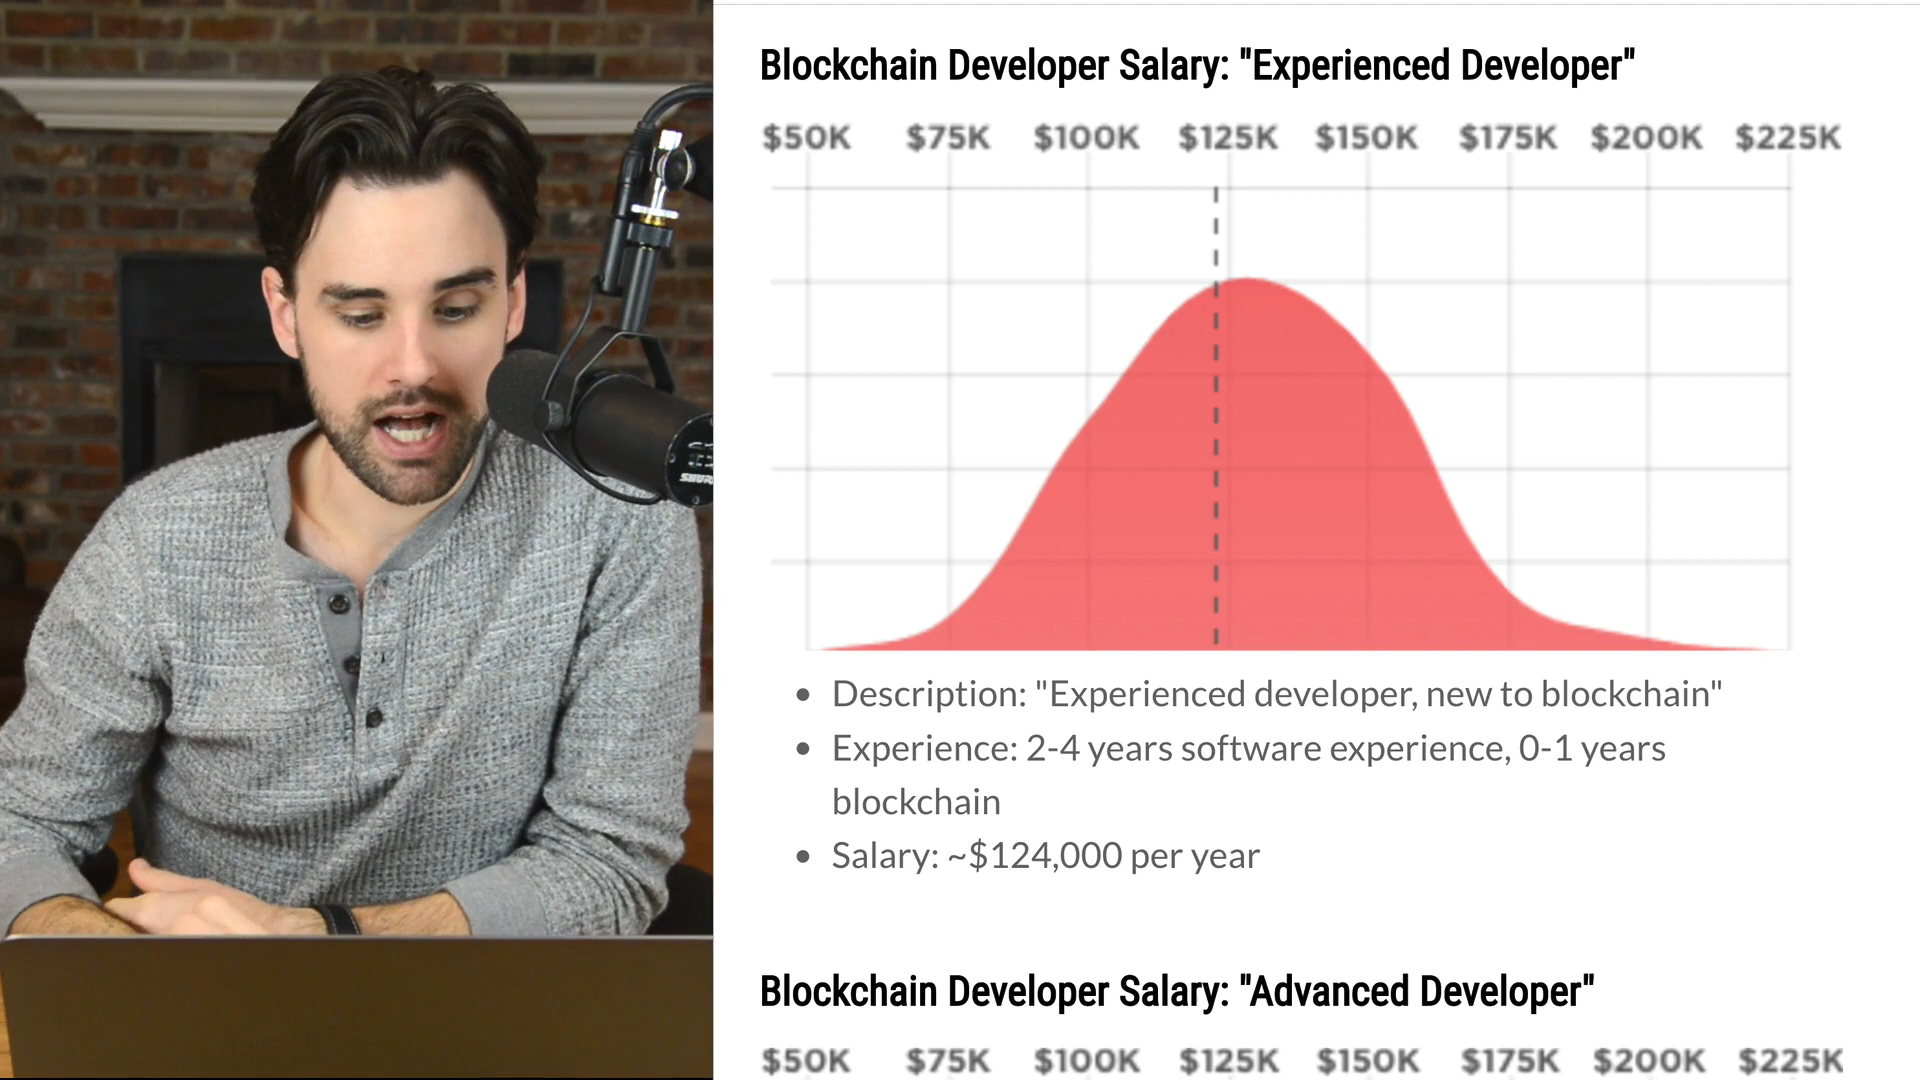 Blockchain Developer Salary: "Experienced Developer"
$50K $75K $100K $125K $150K $175K $200K $225K
• Description: "Experienced developer, new to blockchain"
• Experience: 2-4 years software experience, 0-1 years
blockchain
• Salary: ~$124,000 per year
Blockchain Developer Salary: "Advanced Developer"
$50K $75K $100K $125K $150K $175K $200K $225K